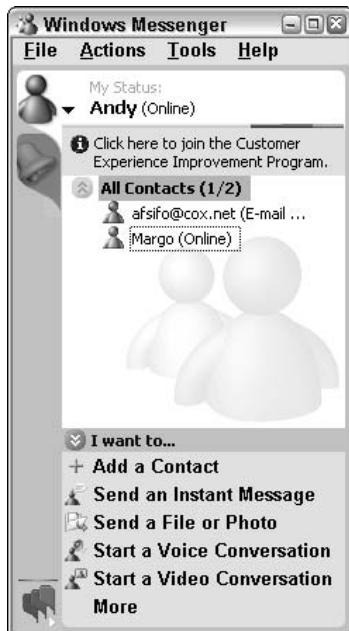 Windows Messenger
File Actions Tools Help
My Status:
Andy (Online)
Click here to join the Customer
Experience Improvement Program.
All Contacts (1/2)
afsifo@cox.net (E-mail ...
Margo (Online)
I want to...
Add a Contact
Send an Instant Message
Send a File or Photo
Start a Voice Conversation
Start a Video Conversation
More